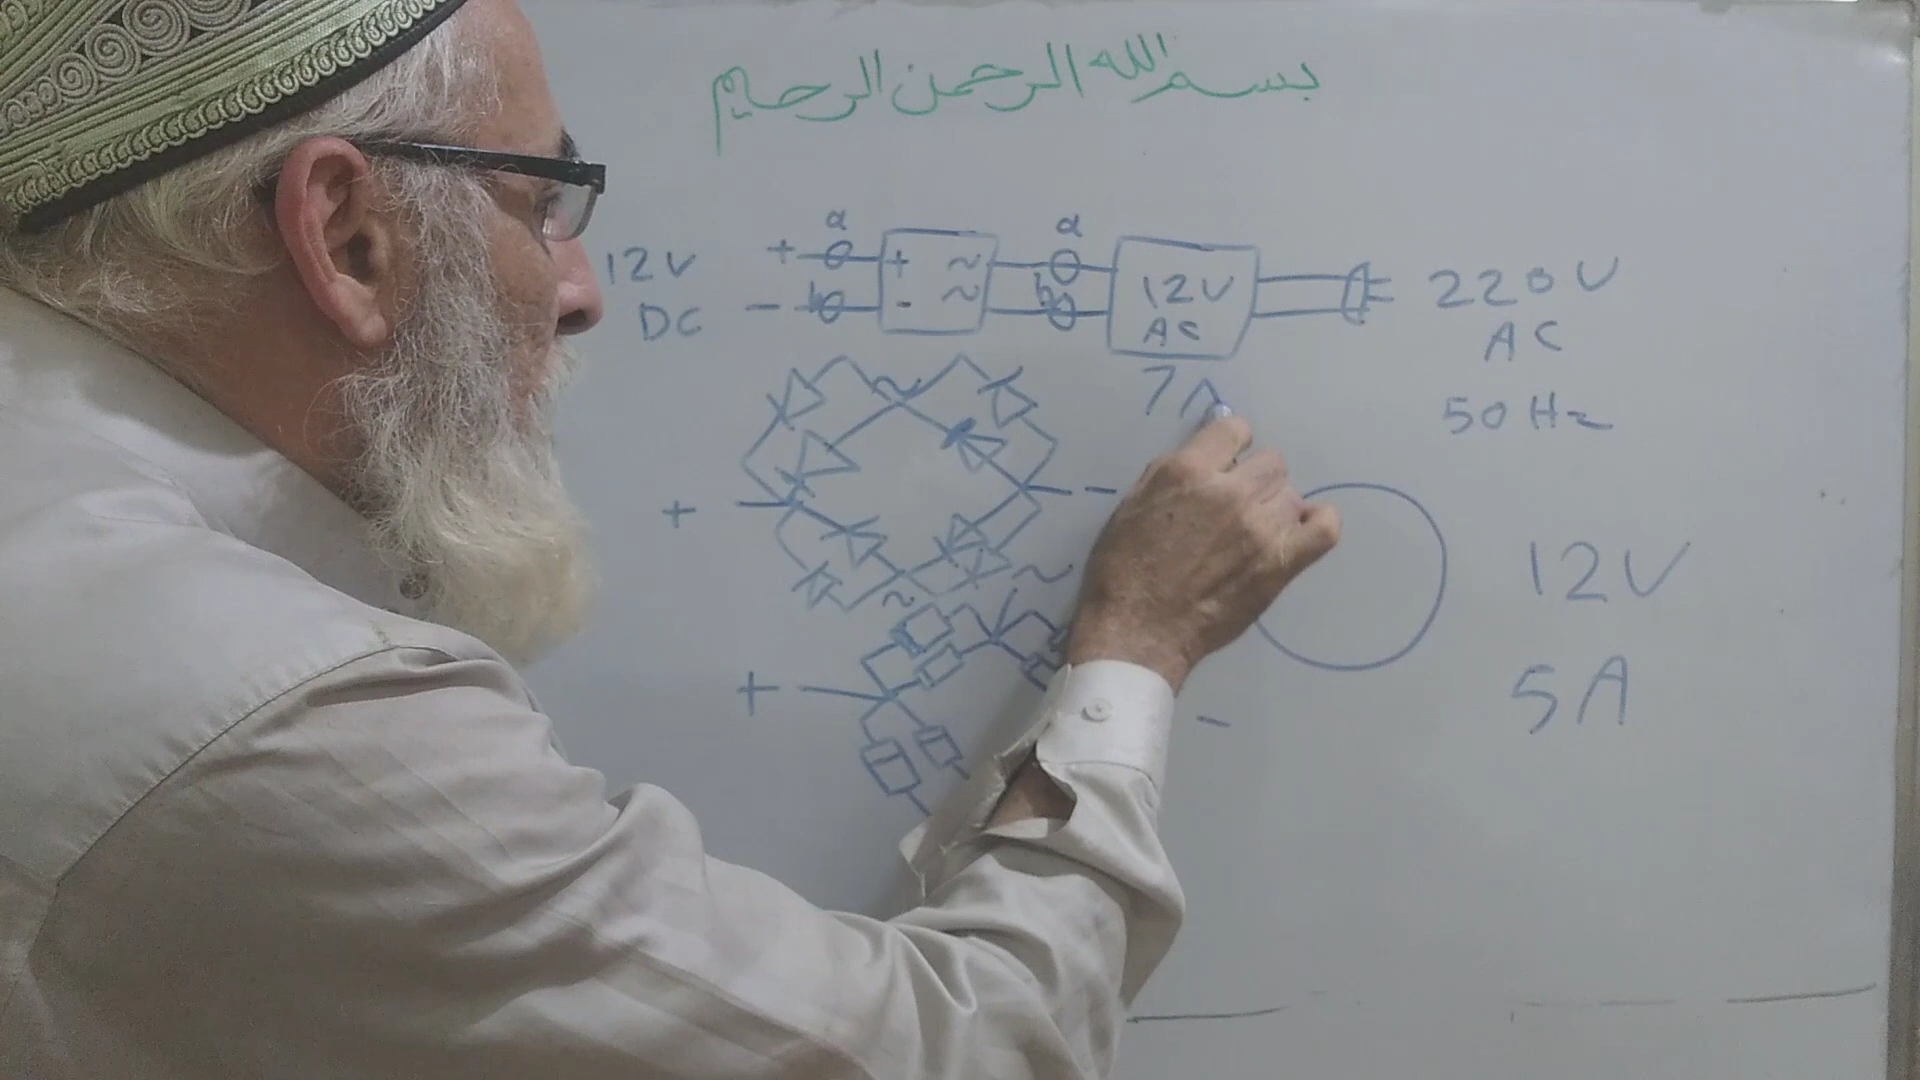 بسم الله الرحمن الرحيم
a a
12V + + ~ 220V
b - ~ b 12V
DC - AC AC
7A 50Hz
~
+ -
12V
~ ~
+ - 5A